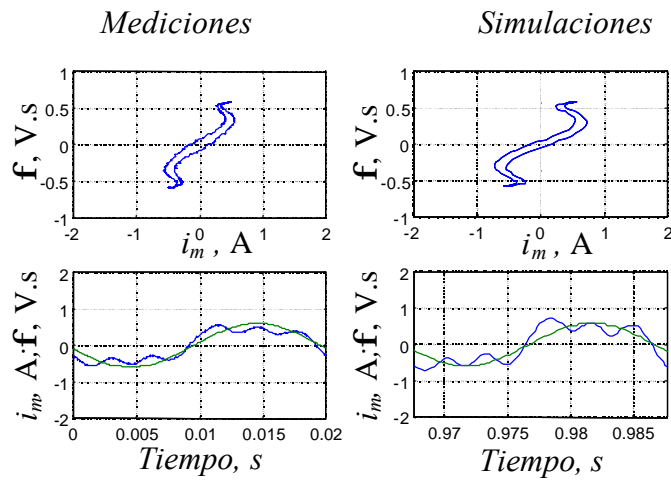 Mediciones Simulaciones
1 1
0.5 0.5
0 0
-0.5 -0.5
-1 -1
f, V.s f, V.s
-2 -1 0 1 2 -2 -1 0 1 2
i_m , A i_m , A
2 2
1 1
0 0
-1 -1
-2 -2
i_m, A;f, V.s i_m, A;f, V.s
0 0.005 0.01 0.015 0.02 0.97 0.975 0.98 0.985
Tiempo, s Tiempo, s